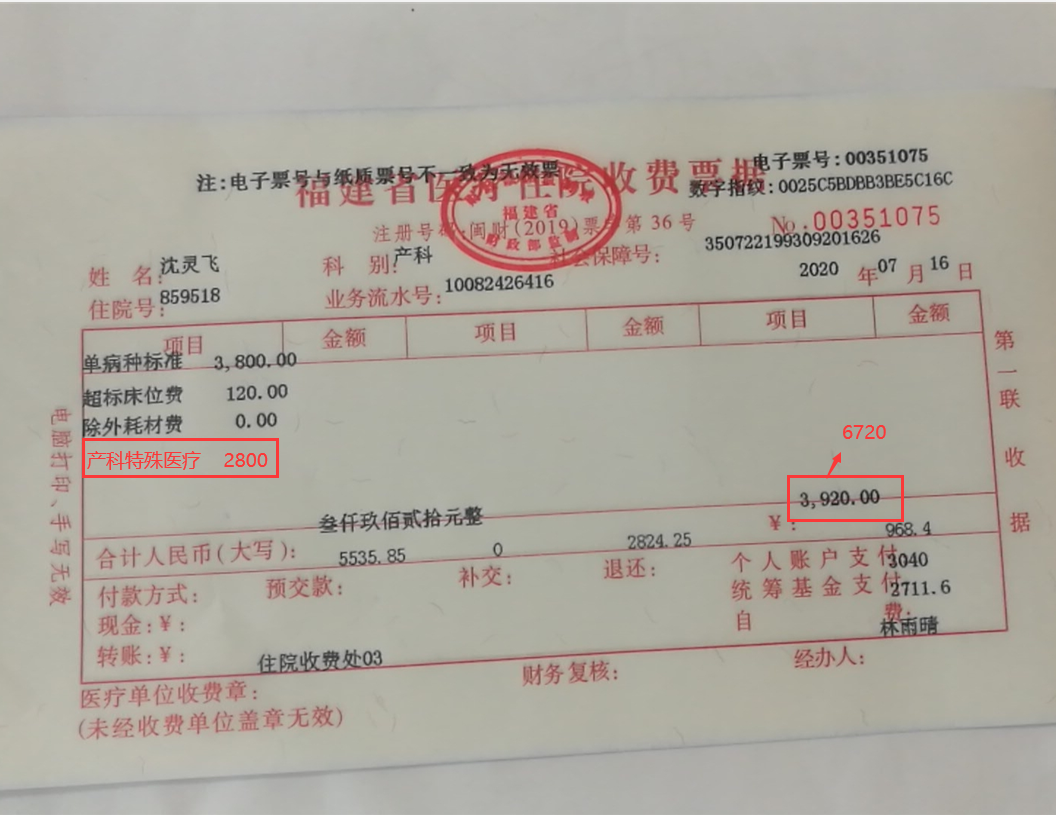 注:电子票号与纸质票号不一致为无效票
电子票号:00351075
福建省医疗住院收费票据
数字指纹:0025C5BDBB3BE5C16C
福建省
财政部监制
注册号码:闽财(2019)票字第 36 号
No.00351075
姓 名:沈灵飞
科 别:产科
社会保障号:350722199309201626
住院号:859518
业务流水号:10082426416
2020 年07月16日
项目 金额 项目 金额 项目 金额
单病种标准 3,800.00
超标床位费 120.00
除外耗材费 0.00
产科特殊医疗 2800
6720
3,920.00
合计人民币(大写): 叁仟玖佰贰拾元整 ¥:
付款方式: 预交款: 5535.85 补交: 0 退还: 2824.25 个人账户支付 968.4
现金:¥: 统筹基金支付 3040
转账:¥: 自 费: 2711.6
医疗单位收费章: 住院收费处03 财务复核: 经办人: 林雨晴
(未经收费单位盖章无效)
电脑打印、手写无效
第一联 收据